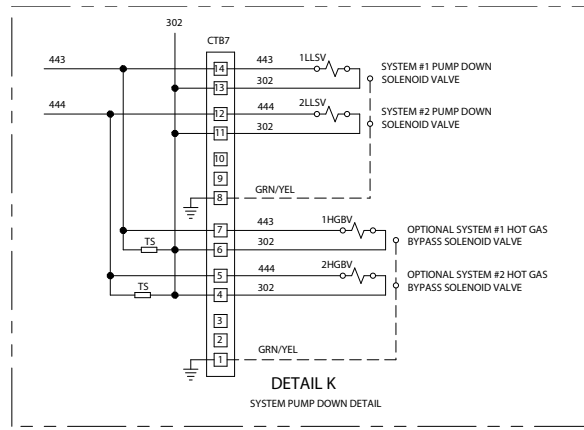 302
CTB7
443
14
443
1LLSV
SYSTEM #1 PUMP DOWN
SOLENOID VALVE
13
302
444
12
444
2LLSV
SYSTEM #2 PUMP DOWN
SOLENOID VALVE
11
302
10
9
8
GRN/YEL
7
443
1HGBV
OPTIONAL SYSTEM #1 HOT GAS
BYPASS SOLENOID VALVE
TS
6
302
5
444
2HGBV
OPTIONAL SYSTEM #2 HOT GAS
BYPASS SOLENOID VALVE
TS
4
302
3
2
1
GRN/YEL
DETAIL K
SYSTEM PUMP DOWN DETAIL